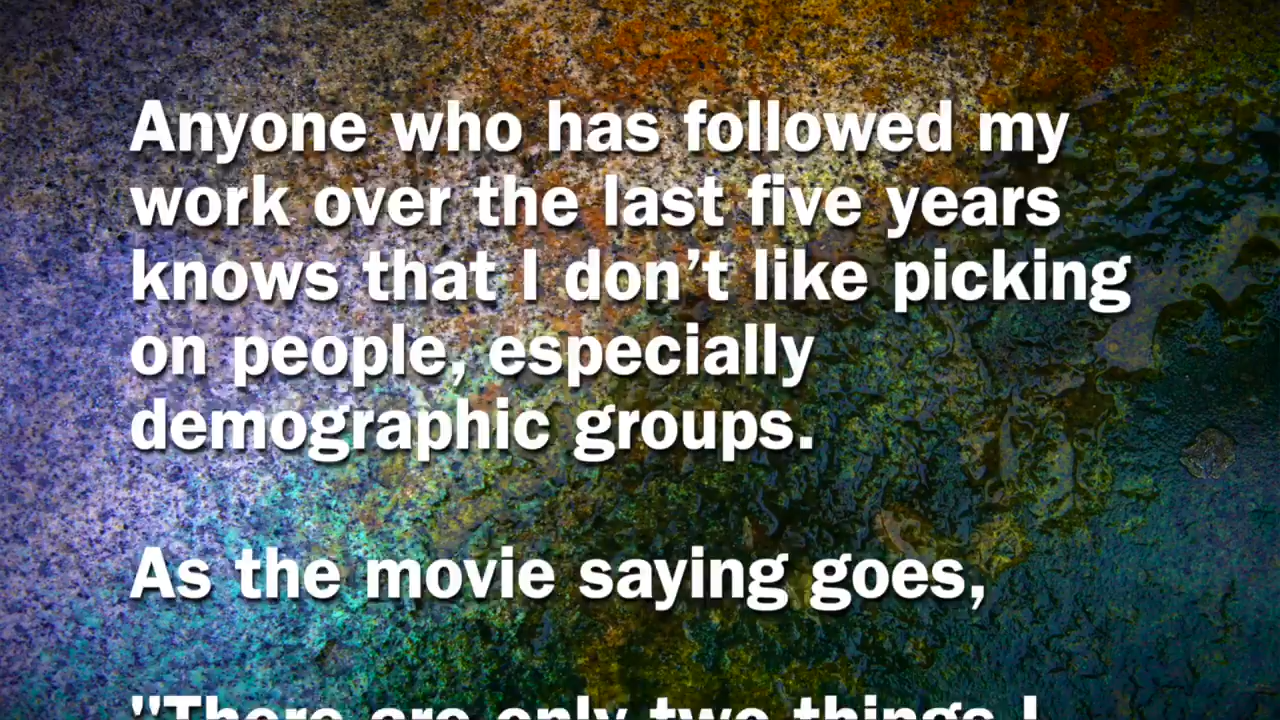 Anyone who has followed my
work over the last five years
knows that I don’t like picking
on people, especially
demographic groups.
As the movie saying goes,
"There are only two things I